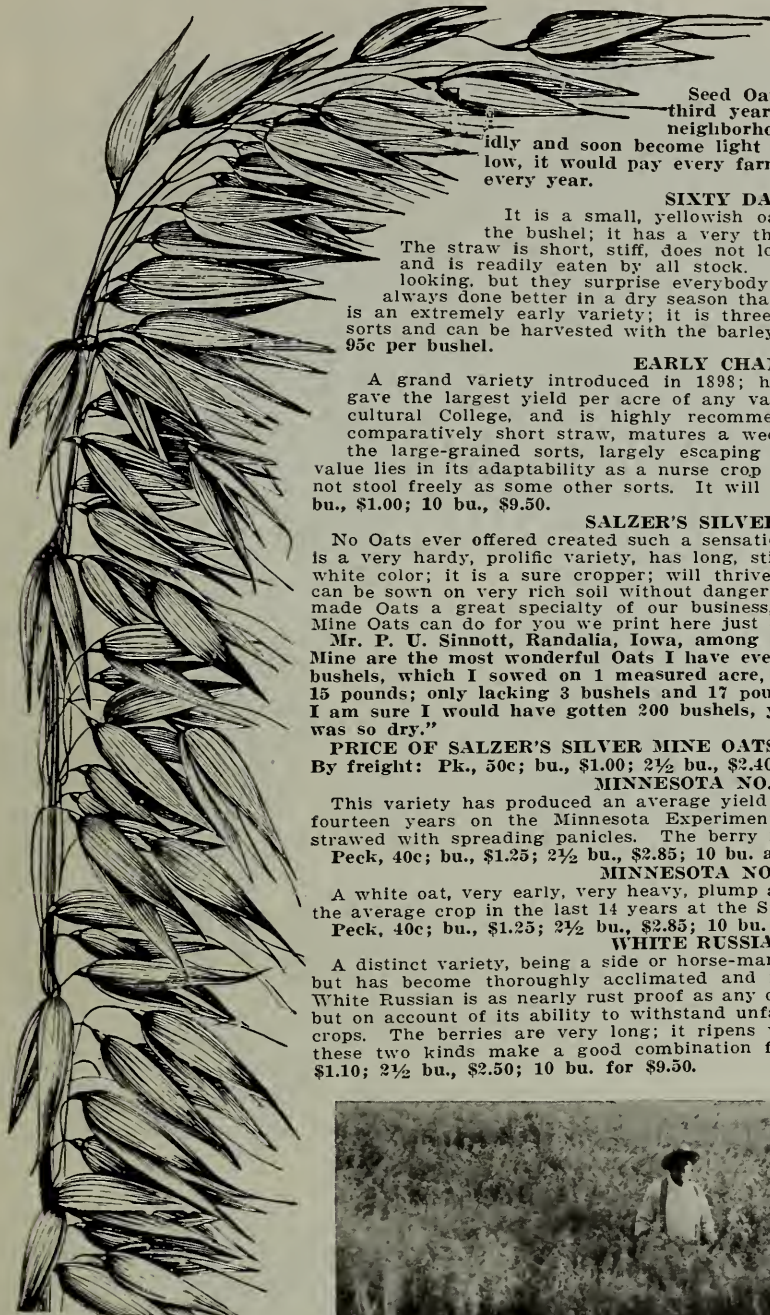 Seed Oa
third year
neighborho
idly and soon become light
low, it would pay every farm
every year.
SIXTY DA
It is a small, yellowish oa
the bushel; it has a very th
The straw is short, stiff, does not lo
and is readily eaten by all stock.
looking, but they surprise everybody
always done better in a dry season tha
is an extremely early variety; it is three
sorts and can be harvested with the barley
95c per bushel.
EARLY CHA
A grand variety introduced in 1898; h
gave the largest yield per acre of any va
cultural College, and is highly recomme
comparatively short straw, matures a wee
the large-grained sorts, largely escaping
value lies in its adaptability as a nurse crop
not stool freely as some other sorts. It will
bu., $1.00; 10 bu., $9.50.
SALZER'S SILVER
No Oats ever offered created such a sensati
is a very hardy, prolific variety, has long, sti
white color; it is a sure cropper; will thrive
can be sown on very rich soil without danger
made Oats a great specialty of our business,
Mine Oats can do for you we print here just
Mr. P. U. Sinnott, Randalia, Iowa, among
Mine are the most wonderful Oats I have eve
bushels, which I sowed on 1 measured acre,
15 pounds; only lacking 3 bushels and 17 pou
I am sure I would have gotten 200 bushels, y
was so dry."
PRICE OF SALZER'S SILVER MINE OATS
By freight: Pk., 50c; bu., $1.00; 2½ bu., $2.40
MINNESOTA NO.
This variety has produced an average yield
fourteen years on the Minnesota Experimen
strawed with spreading panicles. The berry
Peck, 40c; bu., $1.25; 2½ bu., $2.85; 10 bu. a
MINNESOTA NO
A white oat, very early, very heavy, plump a
the average crop in the last 14 years at the S
Peck, 40c; bu., $1.25; 2½ bu., $2.85; 10 bu.
WHITE RUSSIA
A distinct variety, being a side or horse-man
but has become thoroughly acclimated and
White Russian is as nearly rust proof as any o
but on account of its ability to withstand unfa
crops. The berries are very long; it ripens
these two kinds make a good combination f
$1.10; 2½ bu., $2.50; 10 bu. for $9.50.